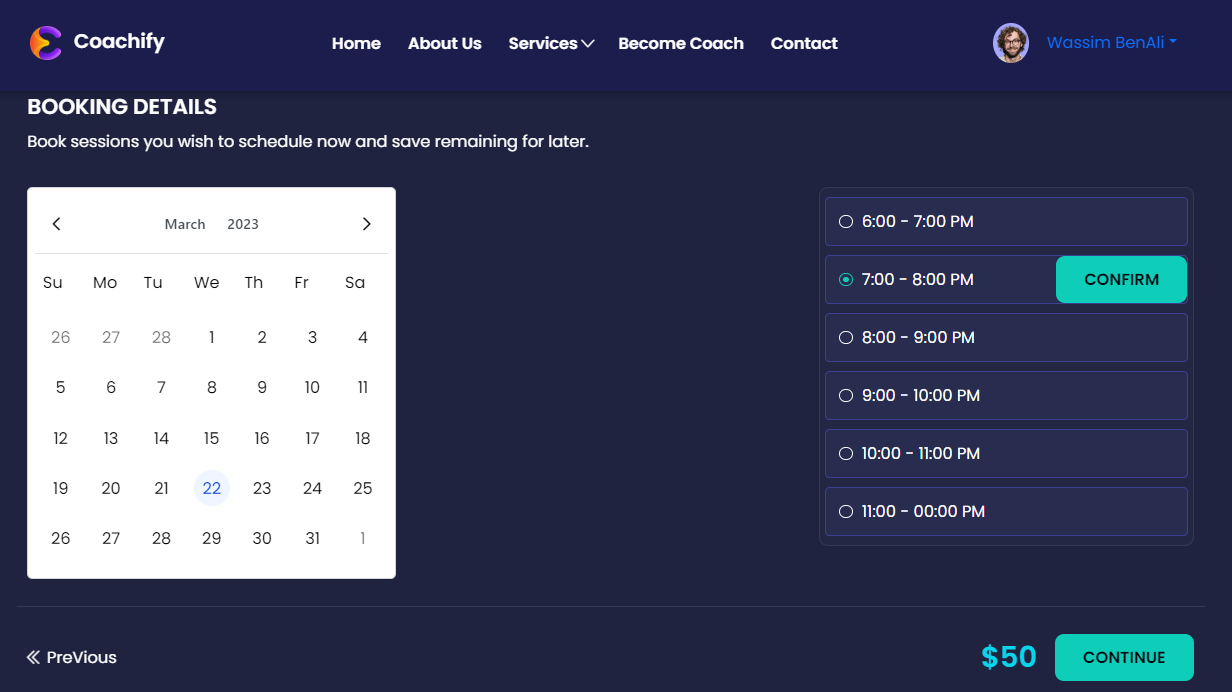 Coachify
Home About Us Services Become Coach Contact
Wassim BenAli
BOOKING DETAILS
Book sessions you wish to schedule now and save remaining for later.
March 2023
Su Mo Tu We Th Fr Sa
26 27 28 1 2 3 4
5 6 7 8 9 10 11
12 13 14 15 16 17 18
19 20 21 22 23 24 25
26 27 28 29 30 31 1
6:00 - 7:00 PM
7:00 - 8:00 PM CONFIRM
8:00 - 9:00 PM
9:00 - 10:00 PM
10:00 - 11:00 PM
11:00 - 00:00 PM
PreVious
$50 CONTINUE